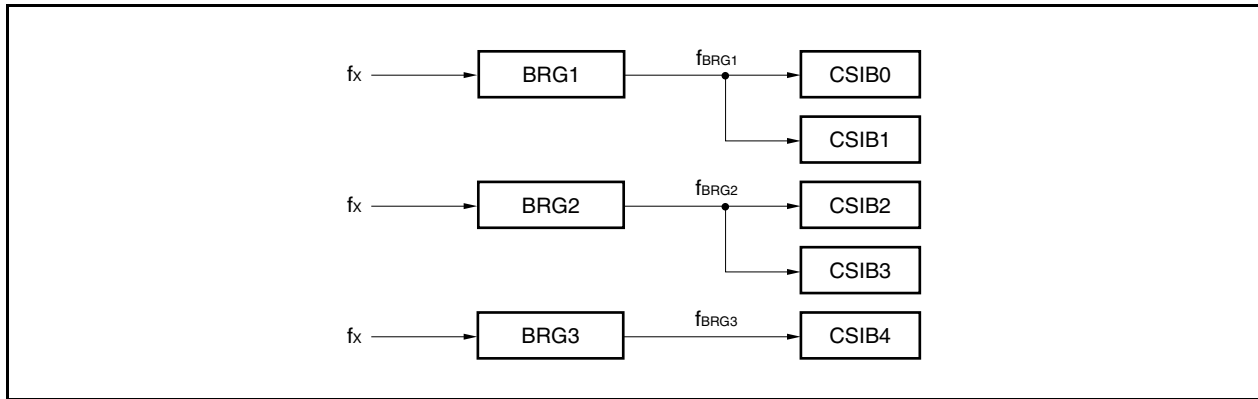 fX BRG1 fBRG1 CSIB0
CSIB1
fX BRG2 fBRG2 CSIB2
CSIB3
fX BRG3 fBRG3 CSIB4